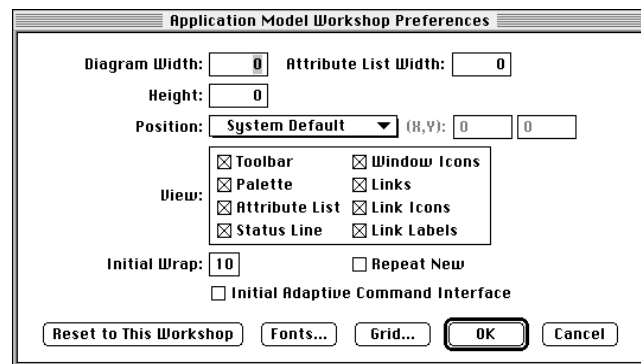 Application Model Workshop Preferences
Diagram Width: 0 Attribute List Width: 0
Height: 0
Position: System Default (X,Y): 0 0
Toolbar Window Icons
Palette Links
View:
Attribute List Link Icons
Status Line Link Labels
Initial Wrap: 10 Repeat New
Initial Adaptive Command Interface
Reset to This Workshop Fonts... Grid... OK Cancel